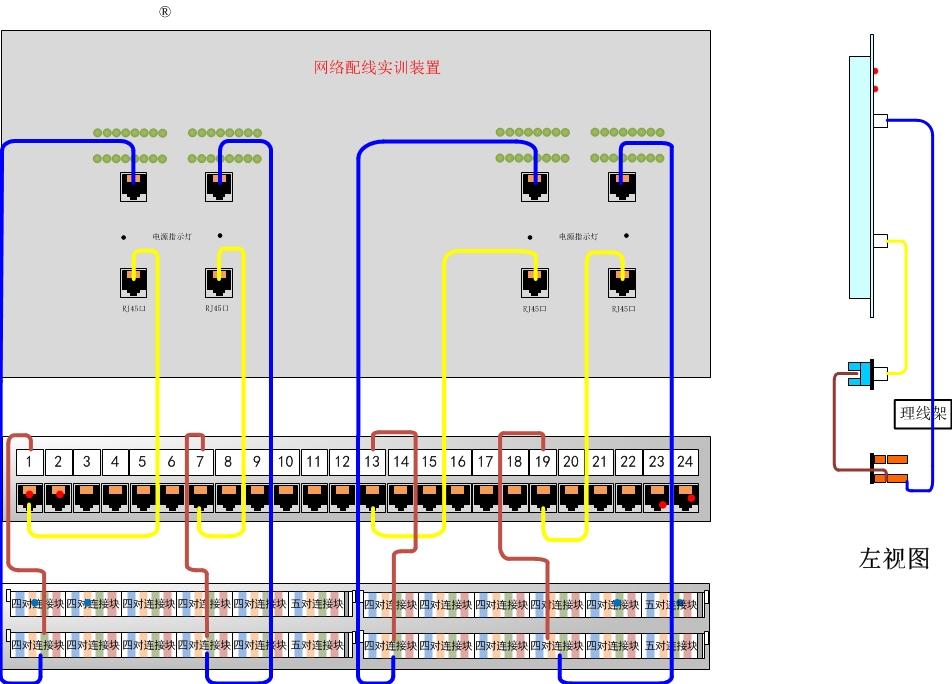 ®
网络配线实训装置
电源指示灯 电源指示灯
RJ45口 RJ45口 RJ45口 RJ45口
理线架
1 2 3 4 5 6 7 8 9 10 11 12 13 14 15 16 17 18 19 20 21 22 23 24
左视图
四对连接块 四对连接块 四对连接块 四对连接块 四对连接块 五对连接块 四对连接块 四对连接块 四对连接块 四对连接块 四对连接块 五对连接块
四对连接块 四对连接块 四对连接块 四对连接块 四对连接块 五对连接块 四对连接块 四对连接块 四对连接块 四对连接块 四对连接块 五对连接块